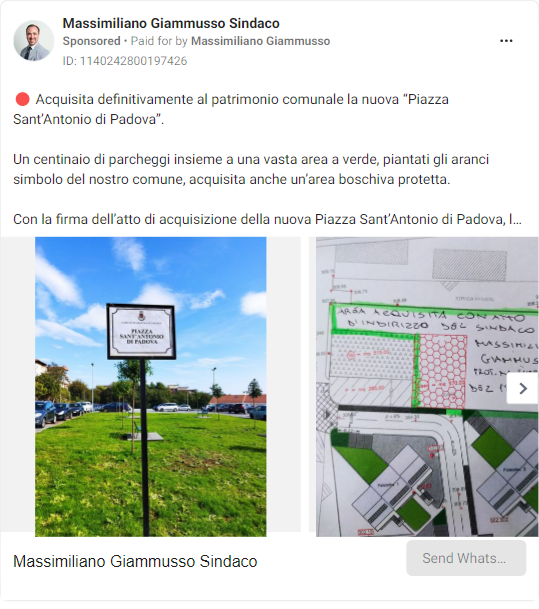 Massimiliano Giammusso Sindaco
Sponsored • Paid for by Massimiliano Giammusso
ID: 1140242800197426
🔴 Acquisita definitivamente al patrimonio comunale la nuova “Piazza
Sant’Antonio di Padova”.
Un centinaio di parcheggi insieme a una vasta area a verde, piantati gli aranci
simbolo del nostro comune, acquisita anche un’area boschiva protetta.
Con la firma dell’atto di acquisizione della nuova Piazza Sant’Antonio di Padova, l…
PIAZZA
SANT'ANTONIO
DI PADOVA
AREA ACQUISITA CON ATTO
D'INDIRIZZO DEL SINDACO
MASSIMIL
GIAMMUS
PROT.
DEL
Massimiliano Giammusso Sindaco
Send Whats…